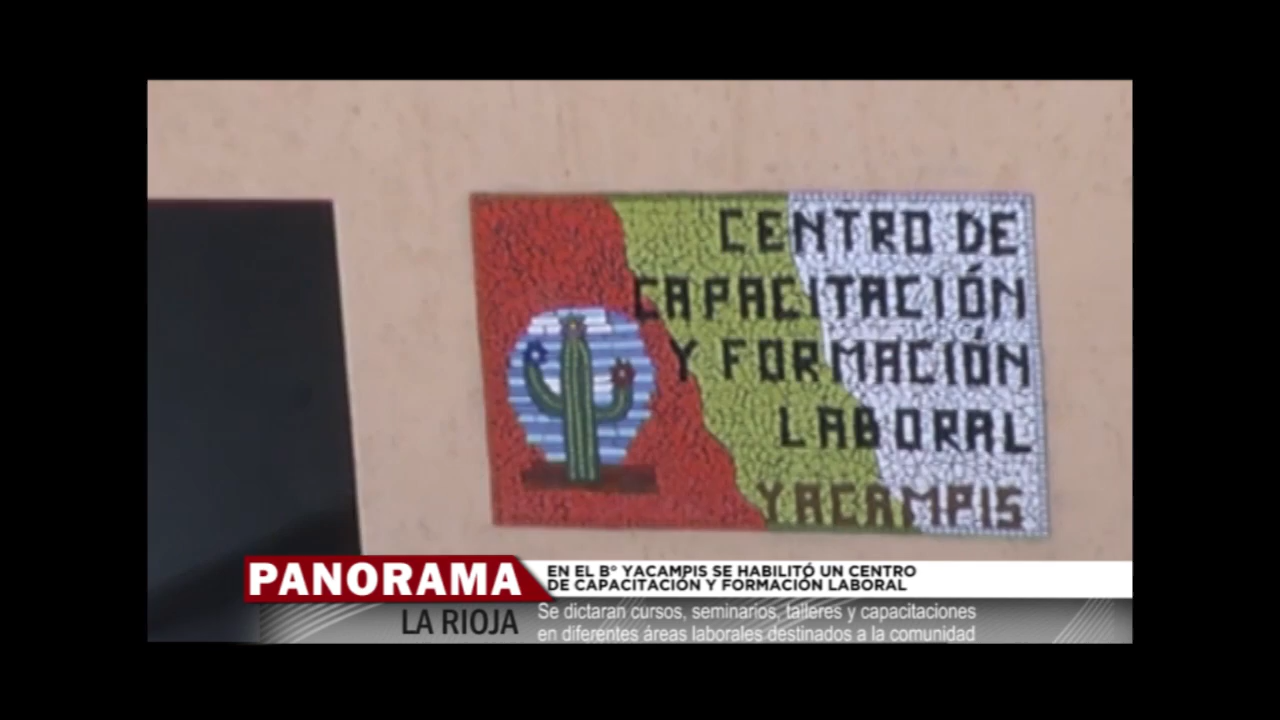 CENTRO DE
CAPACITACIÓN
Y FORMACIÓN
LABORAL
YACAMPIS
PANORAMA
LA RIOJA
EN EL B° YACAMPIS SE HABILITÓ UN CENTRO
DE CAPACITACIÓN Y FORMACIÓN LABORAL
Se dictaran cursos, seminarios, talleres y capacitaciones
en diferentes áreas laborales destinados a la comunidad